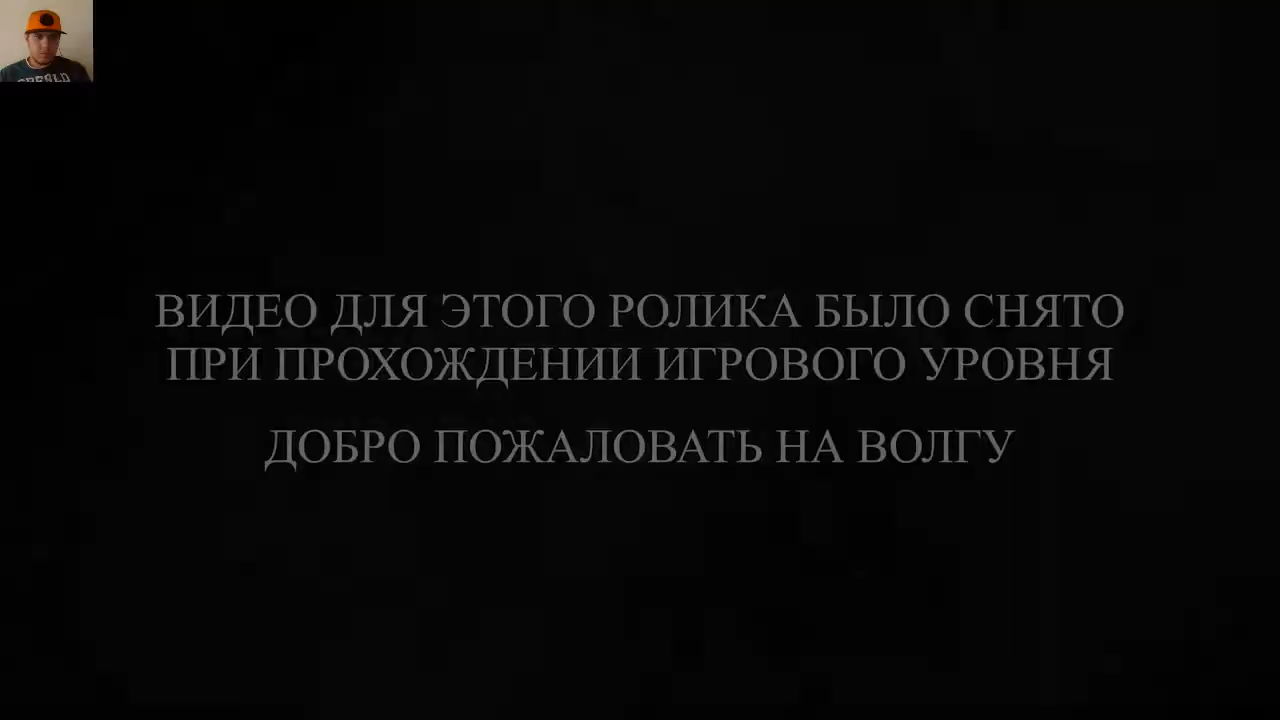 ВИДЕО ДЛЯ ЭТОГО РОЛИКА БЫЛО СНЯТО
ПРИ ПРОХОЖДЕНИИ ИГРОВОГО УРОВНЯ
ДОБРО ПОЖАЛОВАТЬ НА ВОЛГУ